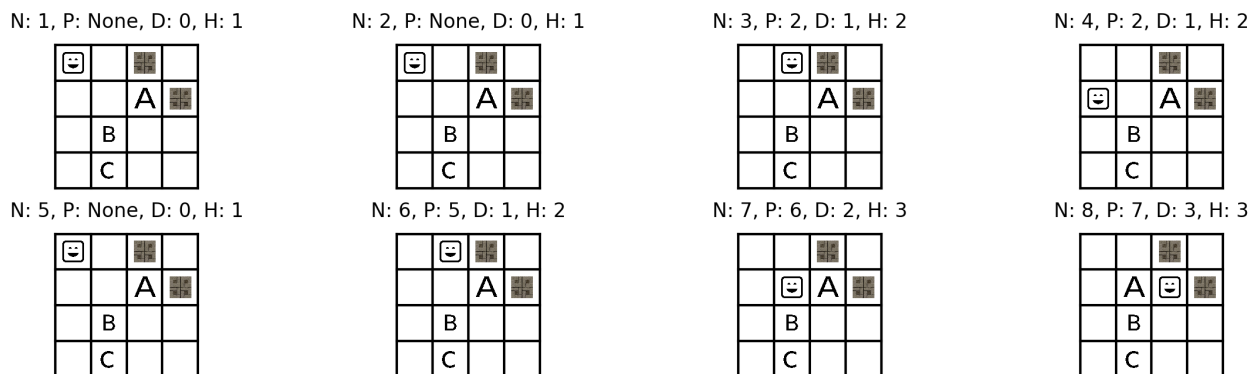 N: 1, P: None, D: 0, H: 1
N: 2, P: None, D: 0, H: 1
N: 3, P: 2, D: 1, H: 2
N: 4, P: 2, D: 1, H: 2
A
B
C
A
B
C
A
B
C
A
B
C
N: 5, P: None, D: 0, H: 1
N: 6, P: 5, D: 1, H: 2
N: 7, P: 6, D: 2, H: 3
N: 8, P: 7, D: 3, H: 3
A
B
C
A
B
C
A
B
C
A
B
C